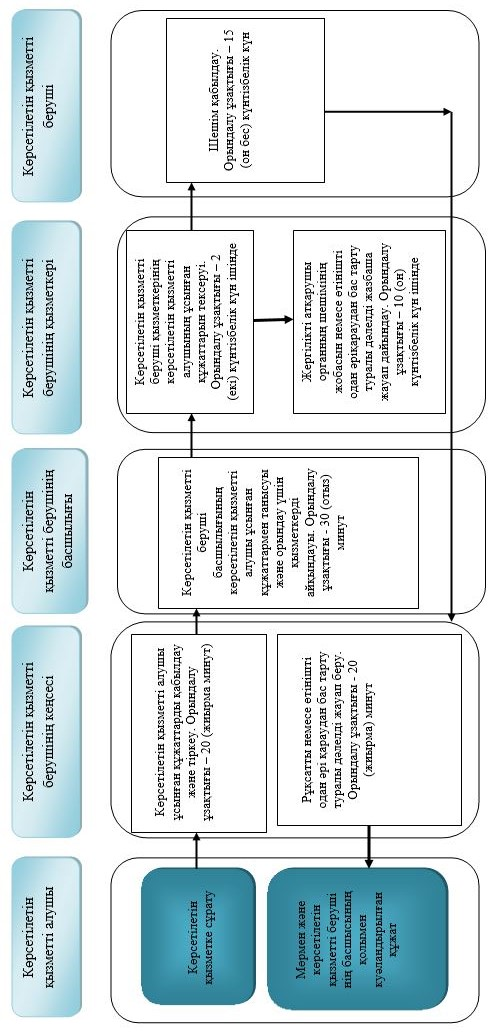 Көрсетілетін
қызметті алушы
Көрсетілетін қызметті
берушінің кеңсесі
Көрсетілетін
қызметті берушінің
басшылығы
Көрсетілетін қызметті
берушінің қызметкері
Көрсетілетін қызметті
беруші
Көрсетілетін
қызметке сұрату
Көрсетілетін қызметті алушы
ұсынған құжаттарды қабылдау
және тіркеу. Орындалу
ұзақтығы – 20 (жиырма минут)
Көрсетілетін қызметті
беруші
басшылығының
көрсетілетін қызметті
алушы ұсынған
құжаттармен танысуы
және орындау үшін
қызметкерді
айқындауы. Орындалу
ұзақтығы - 30 (отыз)
минут
Көрсетілетін қызметті
беруші қызметкерінің
көрсетілетін қызметті
алушының ұсынған
құжаттарын тексеруі.
Орындалу ұзақтығы – 2
(екі) күнтізбелік күн ішінде
Шешім қабылдау.
Орындалу ұзақтығы – 15
(он бес) күнтізбелік күн
Мөрмен және
көрсетілетін
қызметті беруші
нің басшысының
қолымен
куәландырылған
құжат
Рұқсатты немесе өтінішті
одан әрі қараудан бас тарту
туралы дәлелді жауап беру.
Орындалу ұзақтығы - 20
(жиырма) минут
Жергілікті атқарушы
органның шешімінің
жобасын немесе өтінішті
одан әріқараудан бас тарту
туралы дәлелді жазбаша
жауап дайындау. Орындалу
ұзақтығы – 10 (он)
күнтізбелік күн ішінде